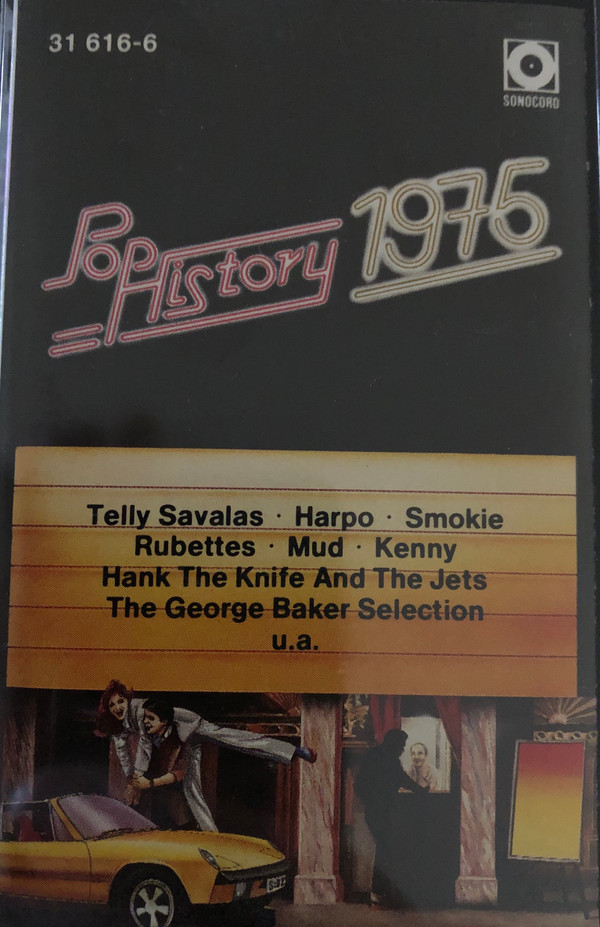 31 616-6
SONOCORD
Pop History 1975
Telly Savalas · Harpo · Smokie
Rubettes · Mud · Kenny
Hank The Knife And The Jets
The George Baker Selection
u.a.